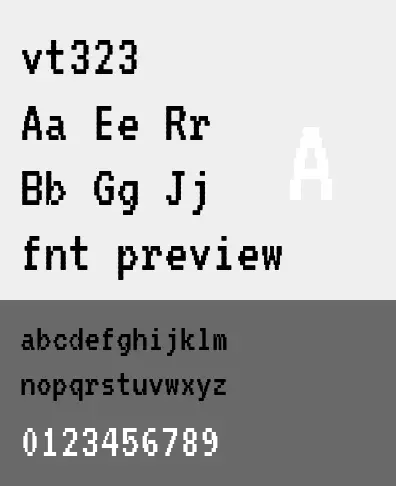 vt323
Aa Ee Rr
A
Bb Gg Jj
fnt preview
abcdefghijklm
nopqrstuvwxyz
0123456789